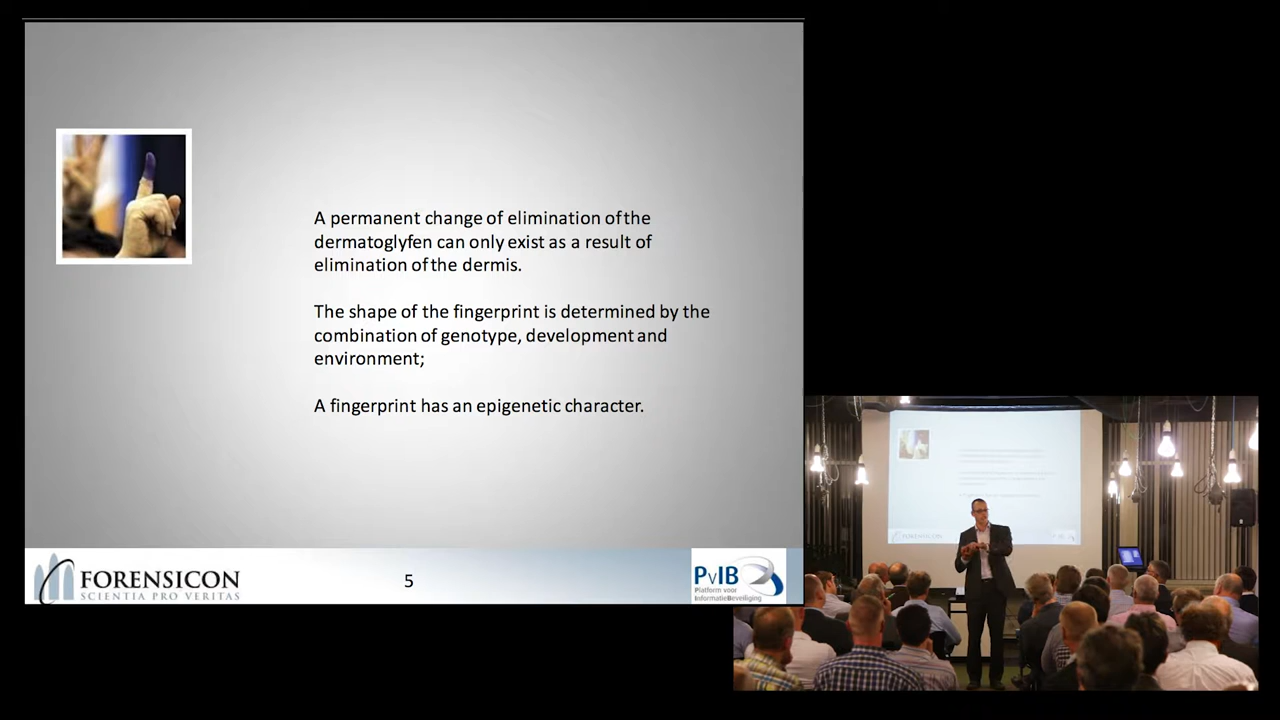 A permanent change of elimination of the
dermatoglyfen can only exist as a result of
elimination of the dermis.
The shape of the fingerprint is determined by the
combination of genotype, development and
environment;
A fingerprint has an epigenetic character.
FORENSICON
SCIENTIA PRO VERITAS
5
PvIB
Platform voor
InformatieBeveiliging
FORENSICON